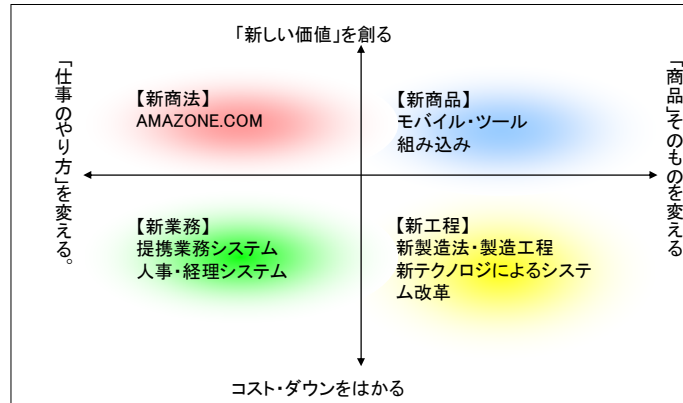 「新しい価値」を創る
「仕事のやり方」を変える。
【新商法】
AMAZONE.COM
【新商品】
モバイル・ツール
組み込み
「商品」そのものを変える
【新業務】
提携業務システム
人事・経理システム
【新工程】
新製造法・製造工程
新テクノロジによるシステ
ム改革
コスト・ダウンをはかる